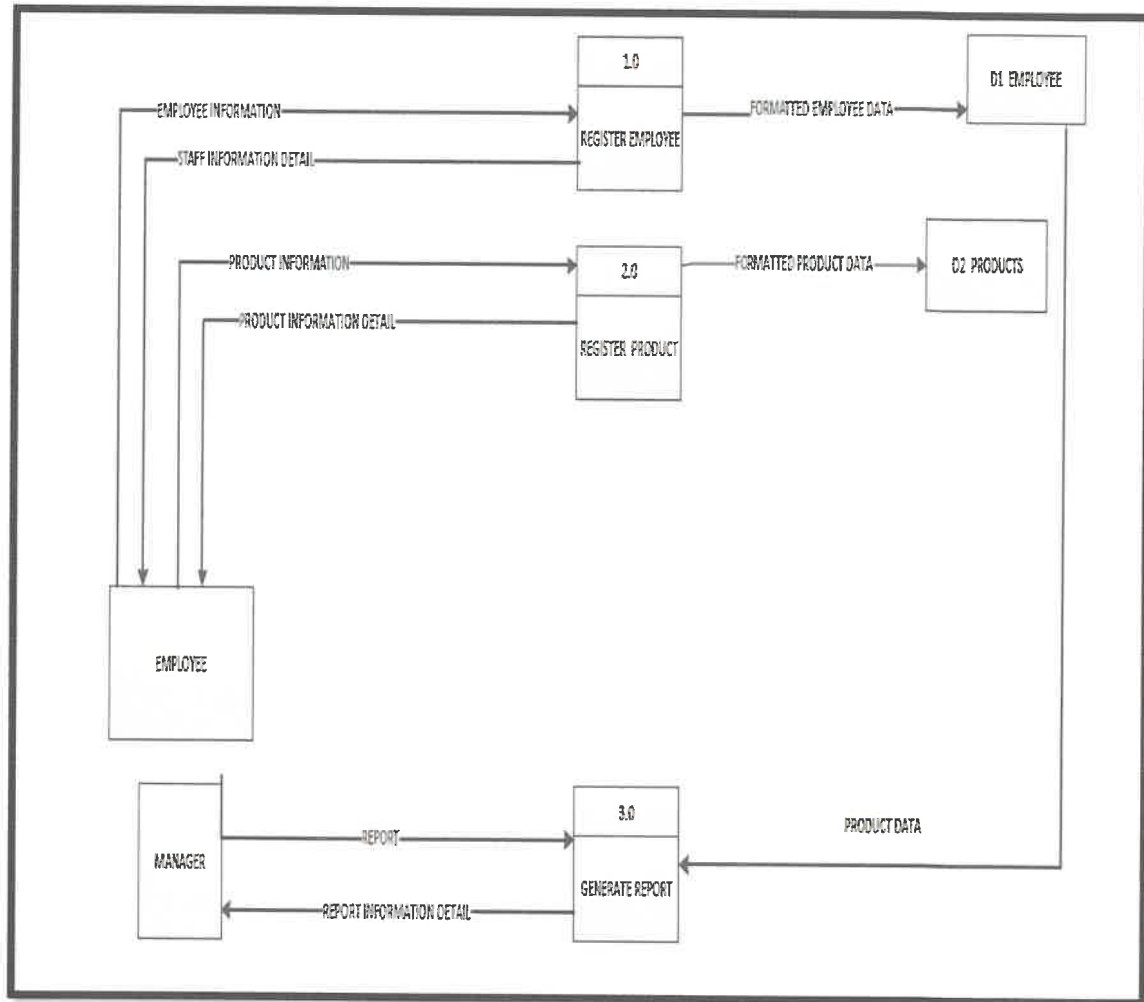 1.0
D1 EMPLOYEE
EMPLOYEE INFORMATION
FORMATTED EMPLOYEE DATA
REGISTER EMPLOYEE
STAFF INFORMATION DETAIL
PRODUCT INFORMATION
2.0
FORMATTED PRODUCT DATA
D2 PRODUCTS
PRODUCT INFORMATION DETAIL
REGISTER PRODUCT
EMPLOYEE
3.0
REPORT
PRODUCT DATA
MANAGER
GENERATE REPORT
REPORT INFORMATION DETAIL